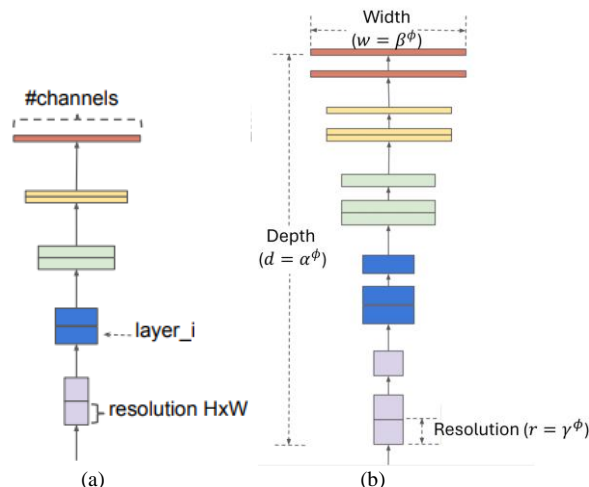 #channels
layer_i
resolution HxW
(a)
Width
(w = β^ϕ)
Depth
(d = α^ϕ)
Resolution (r = γ^ϕ)
(b)